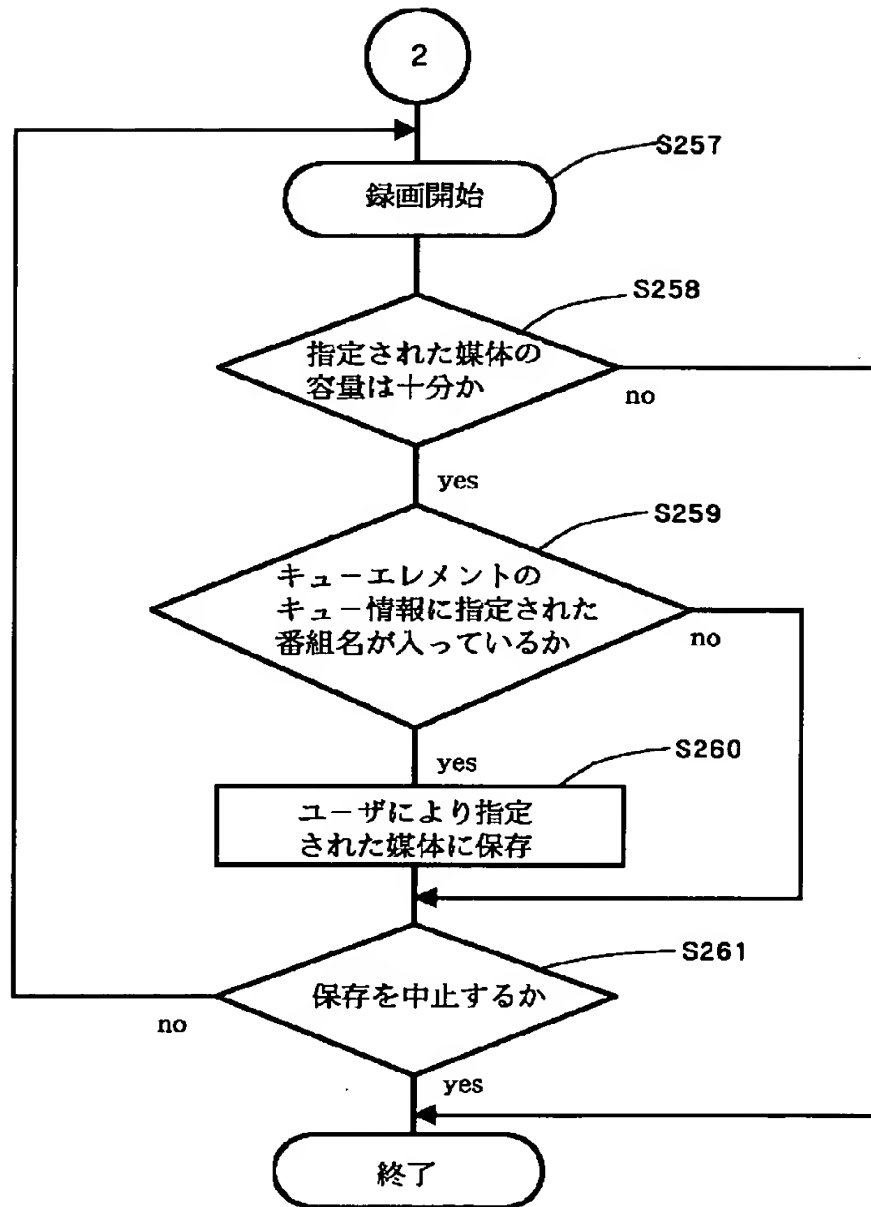 2
S257
録画開始
S258
指定された媒体の
容量は十分か
no
yes
S259
キューエレメントの
キュー情報に指定された
番組名が入っているか
no
yes
S260
ユーザにより指定
された媒体に保存
S261
保存を中止するか
no
yes
終了